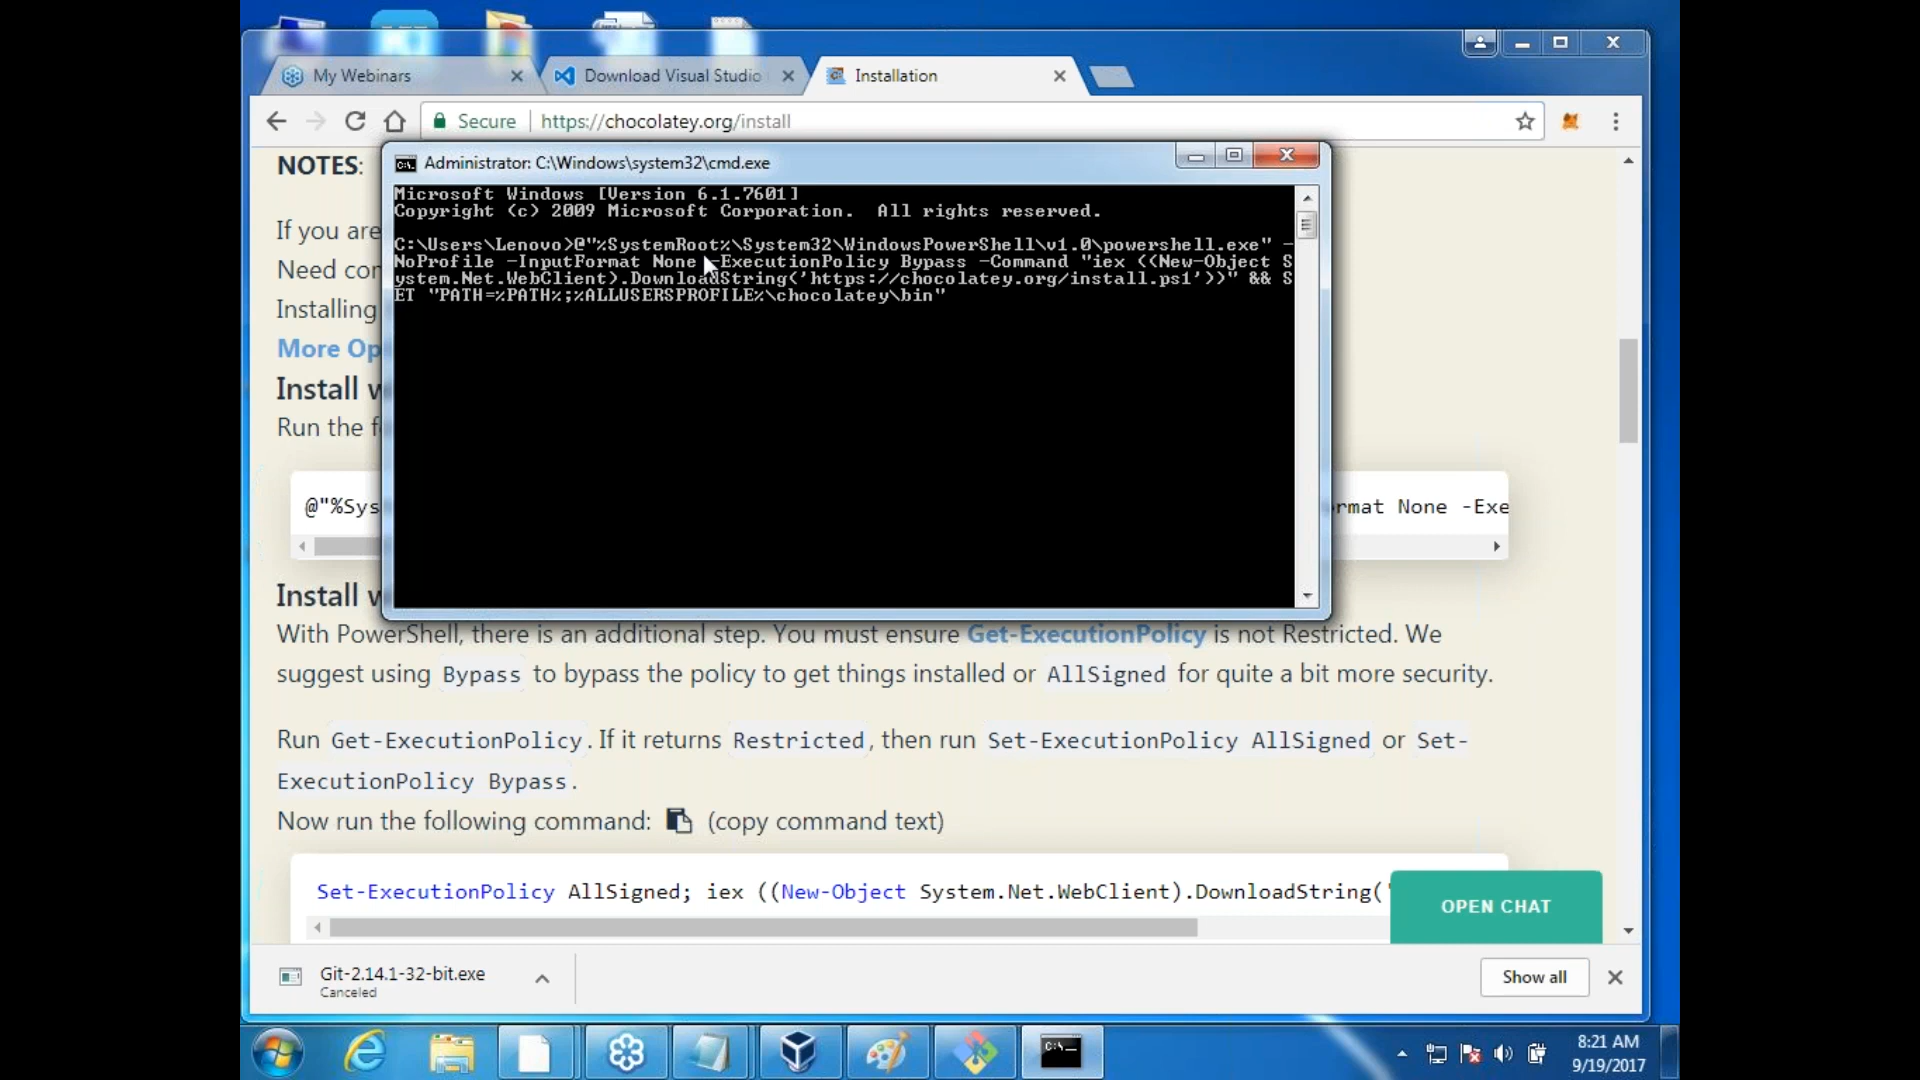 My Webinars
Download Visual Studio
Installation
Secure
https://chocolatey.org/install
NOTES:
Administrator: C:\Windows\system32\cmd.exe
Microsoft Windows [Version 6.1.7601]
Copyright (c) 2009 Microsoft Corporation.  All rights reserved.
C:\Users\Lenovo>@"%SystemRoot%\System32\WindowsPowerShell\v1.0\powershell.exe" -
NoProfile -InputFormat None -ExecutionPolicy Bypass -Command "iex ((New-Object S
ystem.Net.WebClient).DownloadString('https://chocolatey.org/install.ps1'))" && S
ET "PATH=%PATH%;%ALLUSERSPROFILE%\chocolatey\bin"
If you are
Need
Installing
More
Install
Run the
@"%Sys
rmat None -Exe
Install
With PowerShell, there is an additional step. You must ensure Get-ExecutionPolicy is not Restricted. We
suggest using Bypass to bypass the policy to get things installed or AllSigned for quite a bit more security.
Run Get-ExecutionPolicy. If it returns Restricted, then run Set-ExecutionPolicy AllSigned or Set-
ExecutionPolicy Bypass.
Now run the following command: (copy command text)
Set-ExecutionPolicy AllSigned; iex ((New-Object System.Net.WebClient).DownloadString(
OPEN CHAT
Git-2.14.1-32-bit.exe
Canceled
Show all
C:\_
8:21 AM
9/19/2017